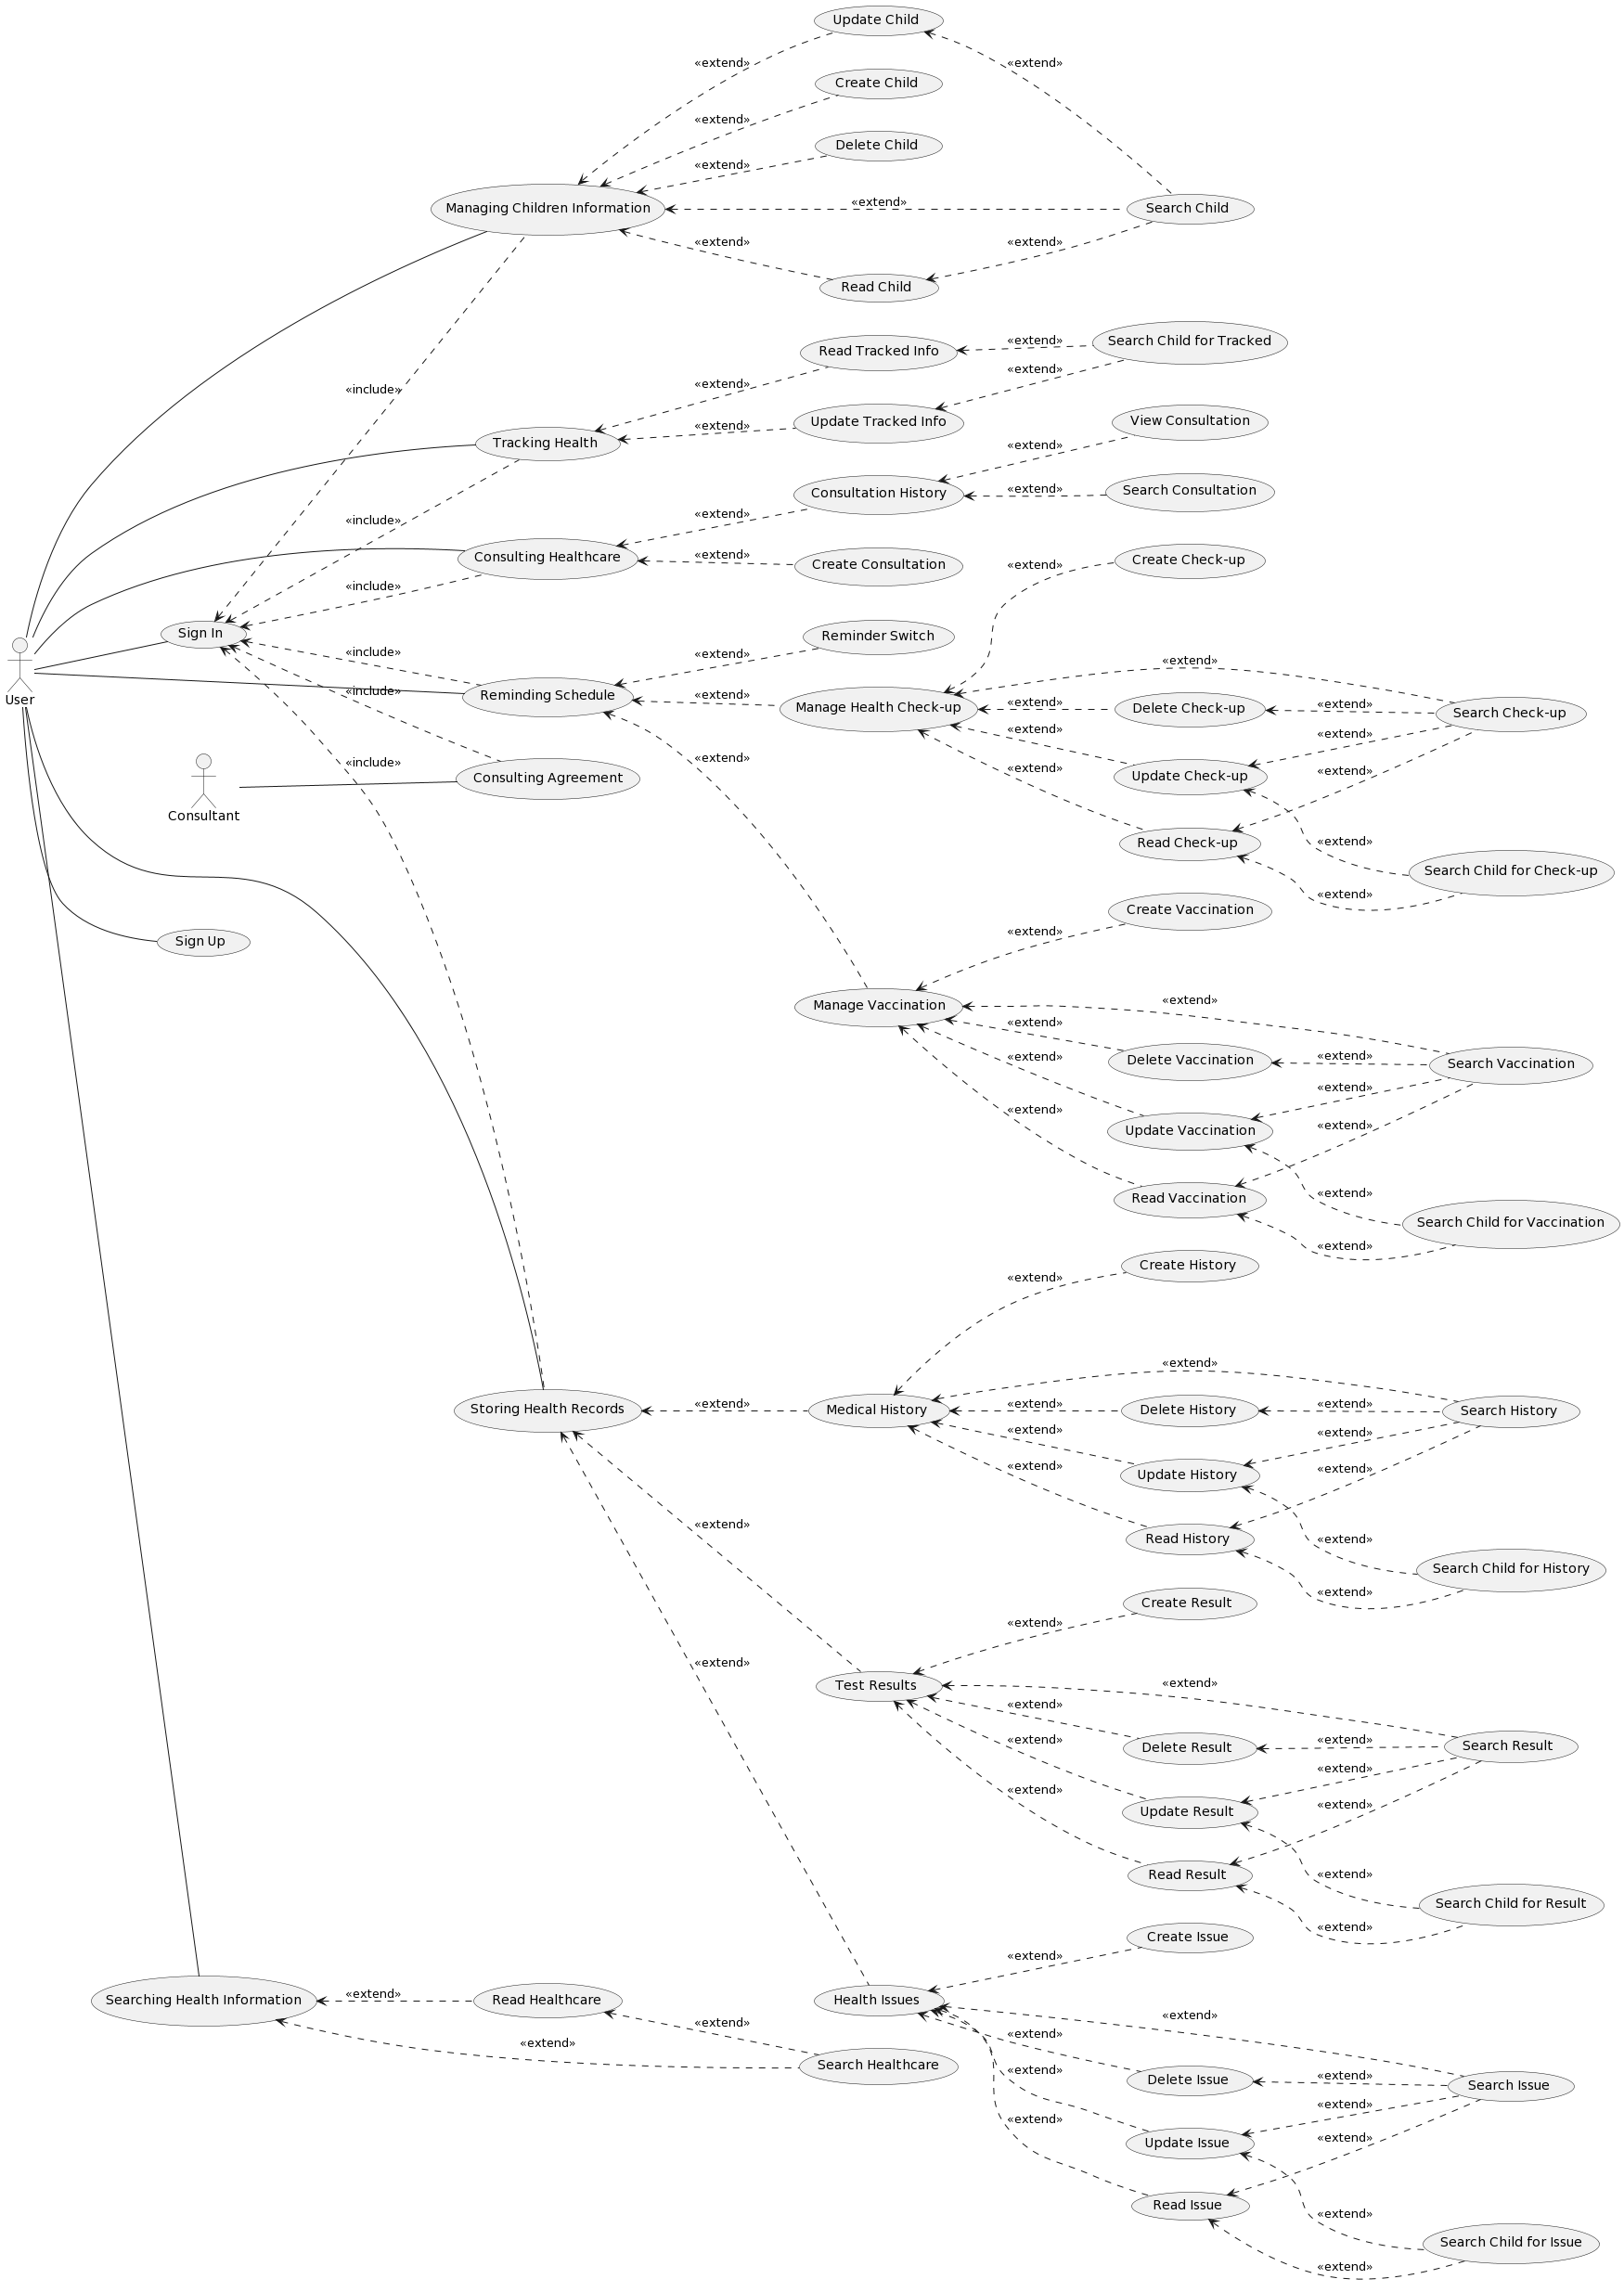 Update Child
«extend»
«extend»
Create Child
«extend»
Delete Child
«extend»
«extend»
Managing Children Information
Search Child
«extend»
«extend»
Read Child
«extend»
Search Child for Tracked
Read Tracked Info
«extend»
«extend»
«include»
Update Tracked Info
View Consultation
«extend»
Tracking Health
«extend»
Consultation History
«extend»
Search Consultation
«include»
«extend»
Consulting Healthcare
«extend»
Create Consultation
«extend»
Create Check-up
«include»
Sign In
Reminder Switch
«include»
«extend»
«extend»
User
«include»
Reminding Schedule
«extend»
Manage Health Check-up
«extend»
Delete Check-up
«extend»
Search Check-up
«extend»
«extend»
«include»
«extend»
Consulting Agreement
«extend»
Update Check-up
«extend»
Consultant
Read Check-up
«extend»
Search Child for Check-up
«extend»
Create Vaccination
«extend»
Sign Up
Manage Vaccination
«extend»
«extend»
Delete Vaccination
«extend»
Search Vaccination
«extend»
«extend»
«extend»
Update Vaccination
«extend»
Read Vaccination
«extend»
Search Child for Vaccination
«extend»
Create History
«extend»
«extend»
Storing Health Records
«extend»
Medical History
«extend»
Delete History
«extend»
Search History
«extend»
«extend»
«extend»
Update History
«extend»
«extend»
Read History
«extend»
Search Child for History
«extend»
Create Result
«extend»
«extend»
Test Results
«extend»
«extend»
Delete Result
«extend»
Search Result
«extend»
«extend»
«extend»
Update Result
«extend»
Read Result
«extend»
Search Child for Result
«extend»
Create Issue
«extend»
Searching Health Information
«extend»
Read Healthcare
Health Issues
«extend»
«extend»
«extend»
«extend»
Search Healthcare
«extend»
Delete Issue
«extend»
Search Issue
«extend»
«extend»
Update Issue
«extend»
Read Issue
«extend»
Search Child for Issue
«extend»